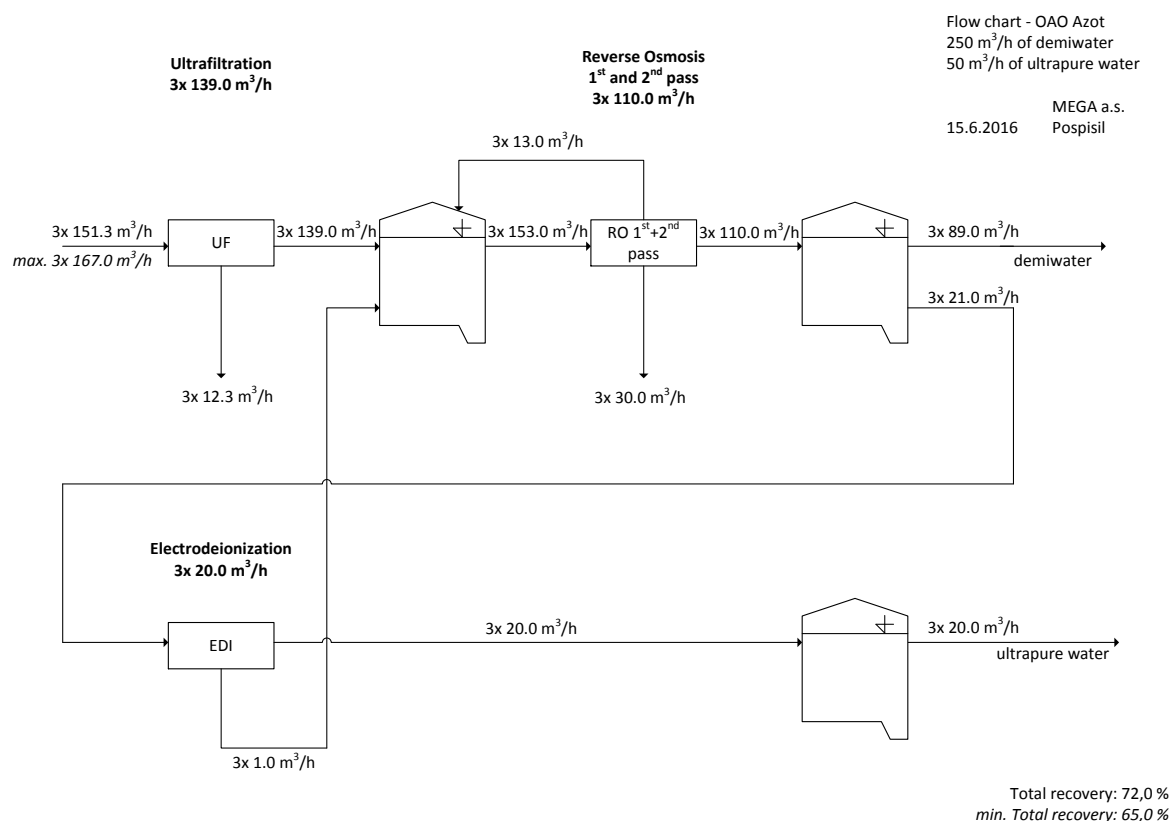 Flow chart - OAO Azot
250 m³/h of demiwater
50 m³/h of ultrapure water
MEGA a.s.
15.6.2016 Pospisil
Ultrafiltration
3x 139.0 m³/h
Reverse Osmosis
1st and 2nd pass
3x 110.0 m³/h
3x 13.0 m³/h
3x 151.3 m³/h
max. 3x 167.0 m³/h
UF
3x 139.0 m³/h
3x 153.0 m³/h
RO 1st+2nd
pass
3x 110.0 m³/h
3x 89.0 m³/h
demiwater
3x 21.0 m³/h
3x 12.3 m³/h
3x 30.0 m³/h
Electrodeionization
3x 20.0 m³/h
EDI
3x 20.0 m³/h
3x 20.0 m³/h
ultrapure water
3x 1.0 m³/h
Total recovery: 72,0 %
min. Total recovery: 65,0 %